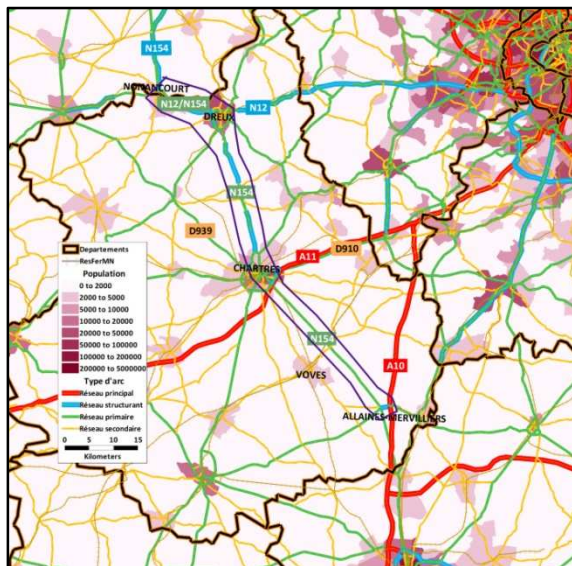 N154
NONANCOURT
N12/N154
DREUX
N12
N154
D939
D910
A11
CHARTRES
N154
A10
VOVES
ALLAINES-MERVILLIERS
Departements
ResFerMN
Population
0 to 2000
2000 to 5000
5000 to 10000
10000 to 20000
20000 to 50000
50000 to 100000
100000 to 200000
200000 to 5000000
Type d'arc
Réseau principal
Réseau structurant
Réseau primaire
Réseau secondaire
0 5 10 15
Kilometers